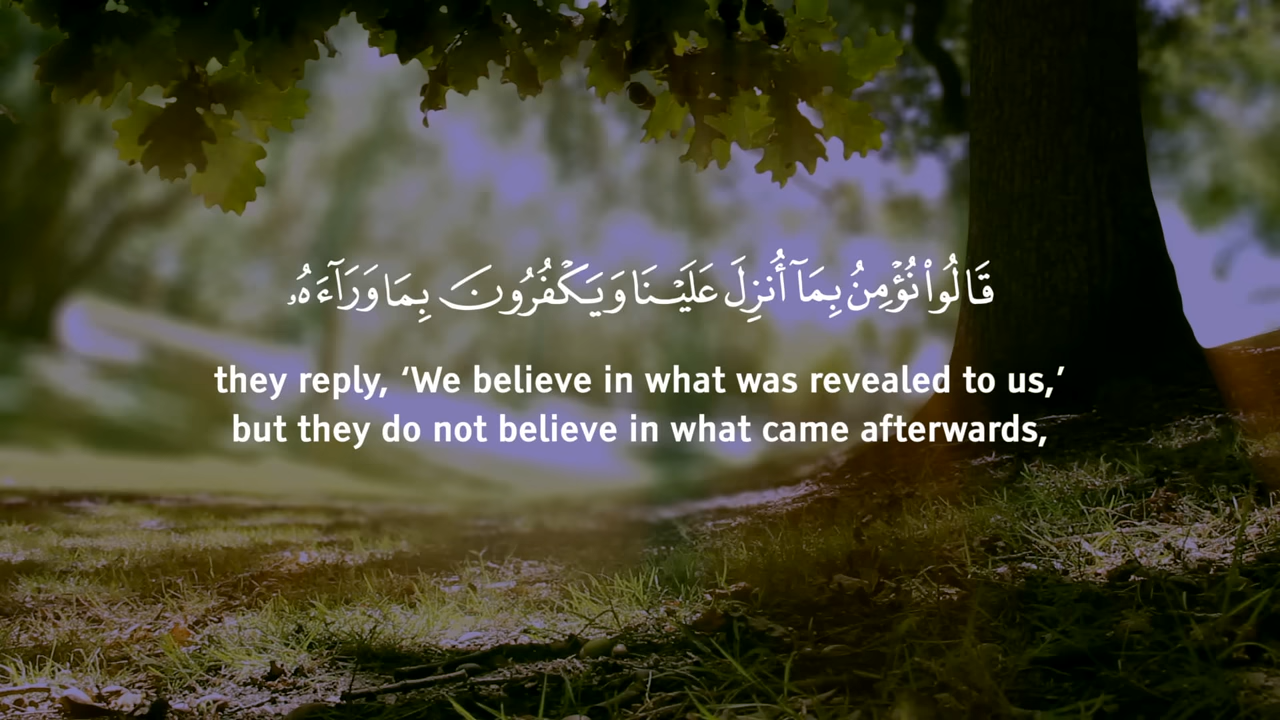 قَالُوا۟ نُؤْمِنُ بِمَآ أُنزِلَ عَلَيْنَا وَيَكْفُرُونَ بِمَا وَرَآءَهُۥ
they reply, ‘We believe in what was revealed to us,’
but they do not believe in what came afterwards,